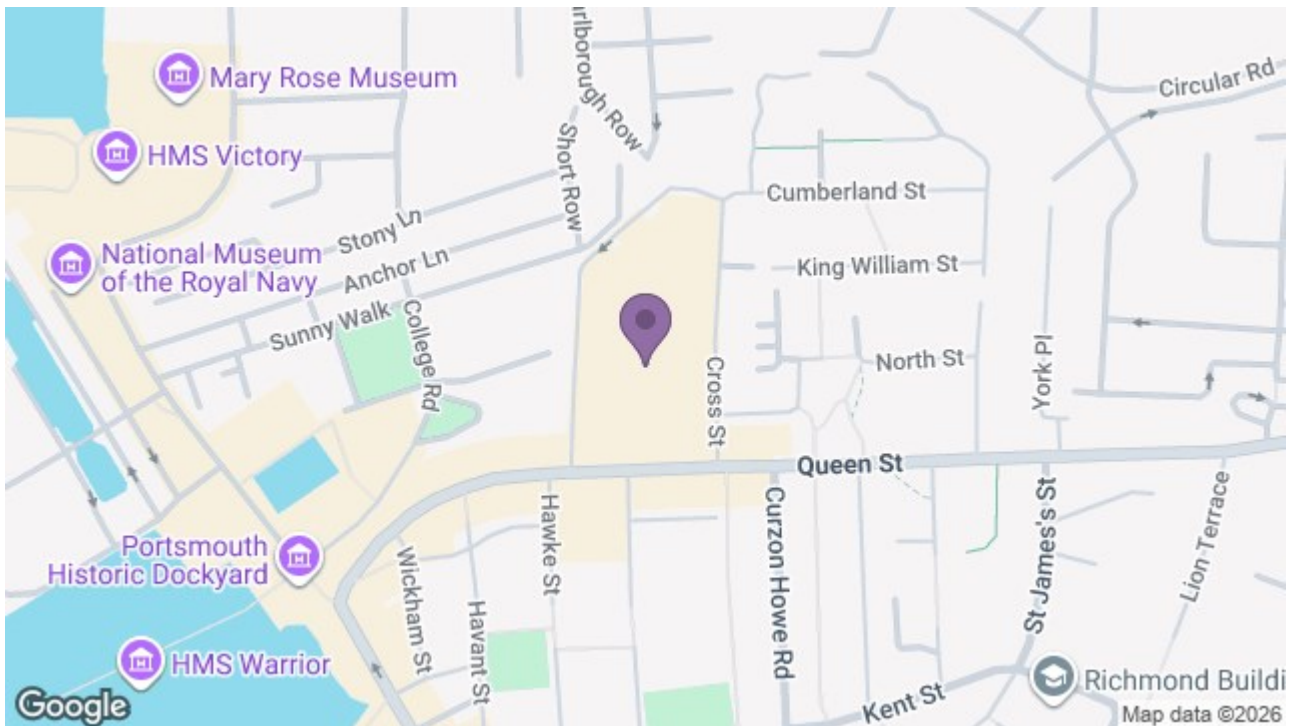 Mary Rose Museum
HMS Victory
National Museum
of the Royal Navy
Stony Ln
Anchor Ln
Sunny Walk
College Rd
Short Row
arlborough Row
Circular Rd
Cumberland St
King William St
North St
York Pl
Cross St
Queen St
Portsmouth
Historic Dockyard
HMS Warrior
Wickham St
Havant St
Hawke St
Curzon Howe Rd
St James's St
Lion Terrace
Kent St
Richmond Buildi
Google
Map data ©2026